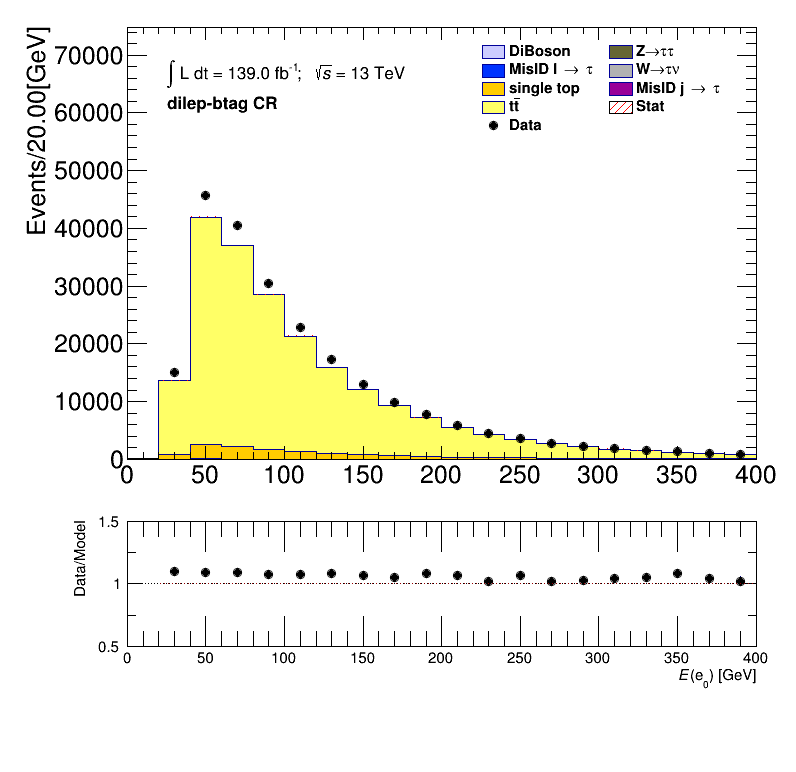 Events/20.00[GeV]
70000
60000
50000
40000
30000
20000
10000
0
∫ L dt = 139.0 fb⁻¹; √s = 13 TeV
dilep-btag CR
DiBoson
MisID l → τ
single top
tt̄
Data
Z→ττ
W→τν
MisID j → τ
Stat
0 50 100 150 200 250 300 350 400
Data/Model
1.5
1
0.5
0 50 100 150 200 250 300 350 400
E(e₀) [GeV]